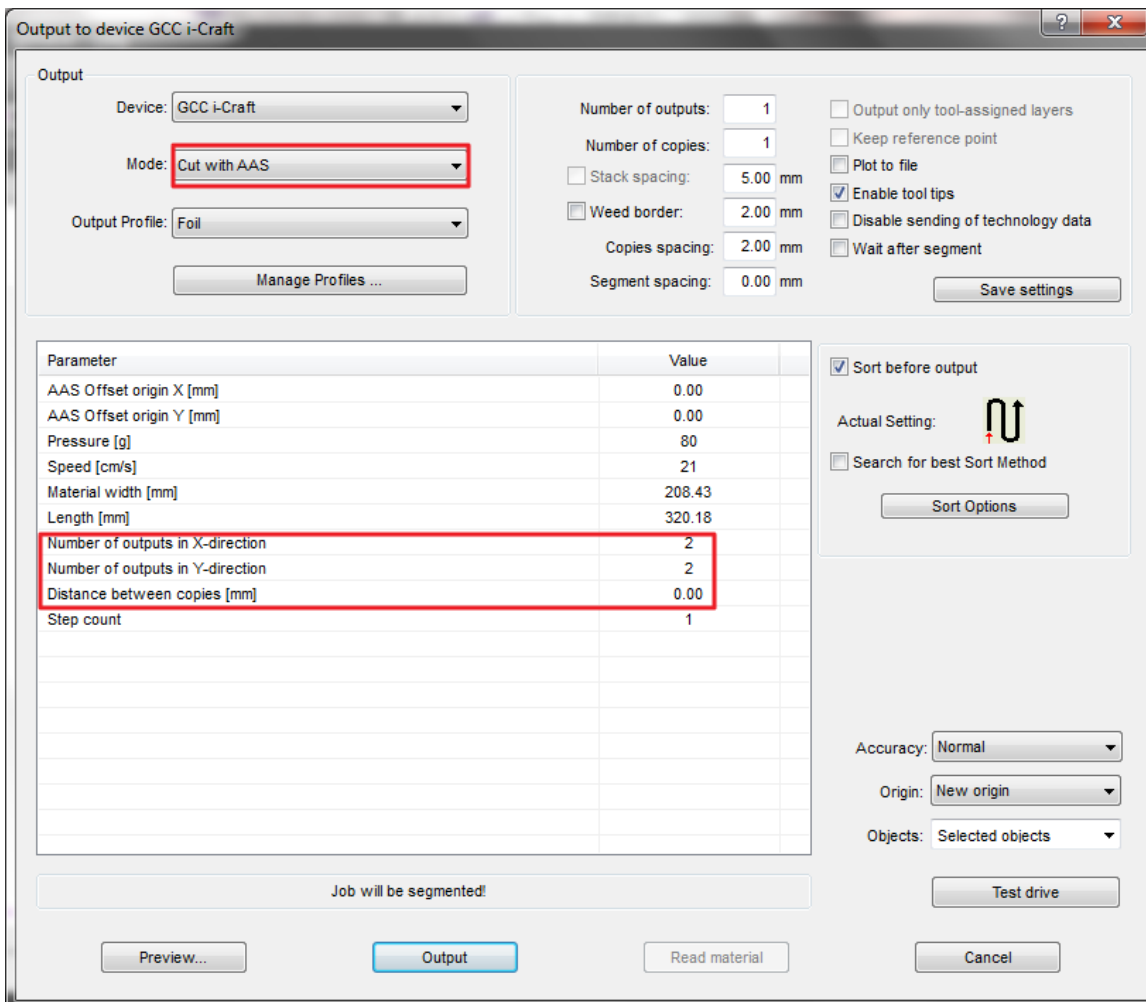 Output to device GCC i-Craft
Output
Device: GCC i-Craft
Mode: Cut with AAS
Output Profile: Foil
Manage Profiles ...
Number of outputs: 1
Number of copies: 1
Stack spacing: 5.00 mm
Weed border: 2.00 mm
Copies spacing: 2.00 mm
Segment spacing: 0.00 mm
Output only tool-assigned layers
Keep reference point
Plot to file
Enable tool tips
Disable sending of technology data
Wait after segment
Save settings
Parameter Value
AAS Offset origin X [mm] 0.00
AAS Offset origin Y [mm] 0.00
Pressure [g] 80
Speed [cm/s] 21
Material width [mm] 208.43
Length [mm] 320.18
Number of outputs in X-direction 2
Number of outputs in Y-direction 2
Distance between copies [mm] 0.00
Step count 1
Sort before output
Actual Setting:
Search for best Sort Method
Sort Options
Accuracy: Normal
Origin: New origin
Objects: Selected objects
Job will be segmented!
Test drive
Preview...
Output
Read material
Cancel